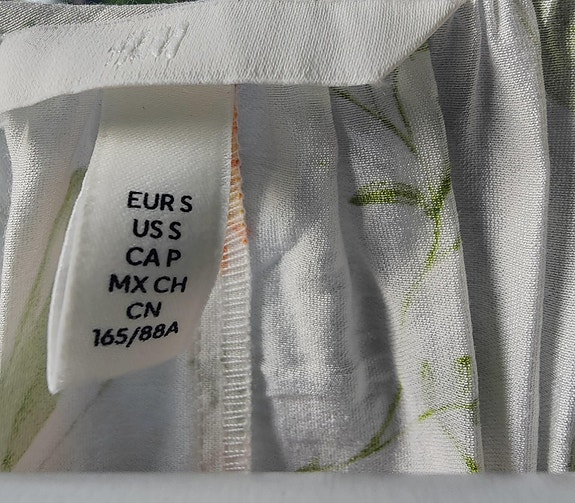 EUR S
US S
CA P
MX CH
CN
165/88A